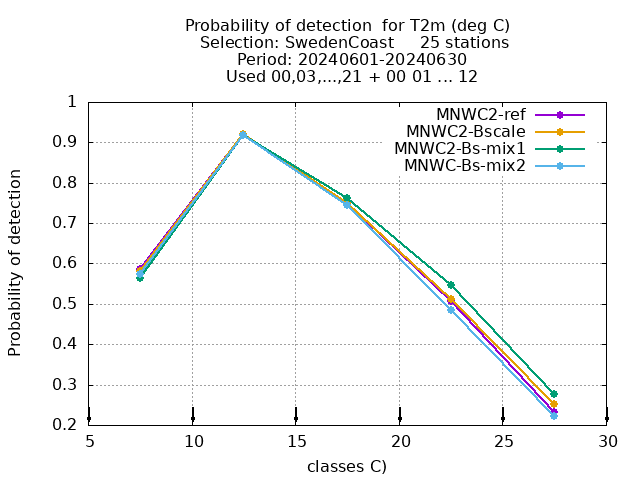 Probability of detection  for T2m (deg C)
Selection: SwedenCoast     25 stations
Period: 20240601-20240630
Used 00,03,...,21 + 00 01 ... 12
MNWC2-ref
MNWC2-Bscale
MNWC2-Bs-mix1
MNWC-Bs-mix2
Probability of detection
1
0.9
0.8
0.7
0.6
0.5
0.4
0.3
0.2
5 10 15 20 25 30
classes C)